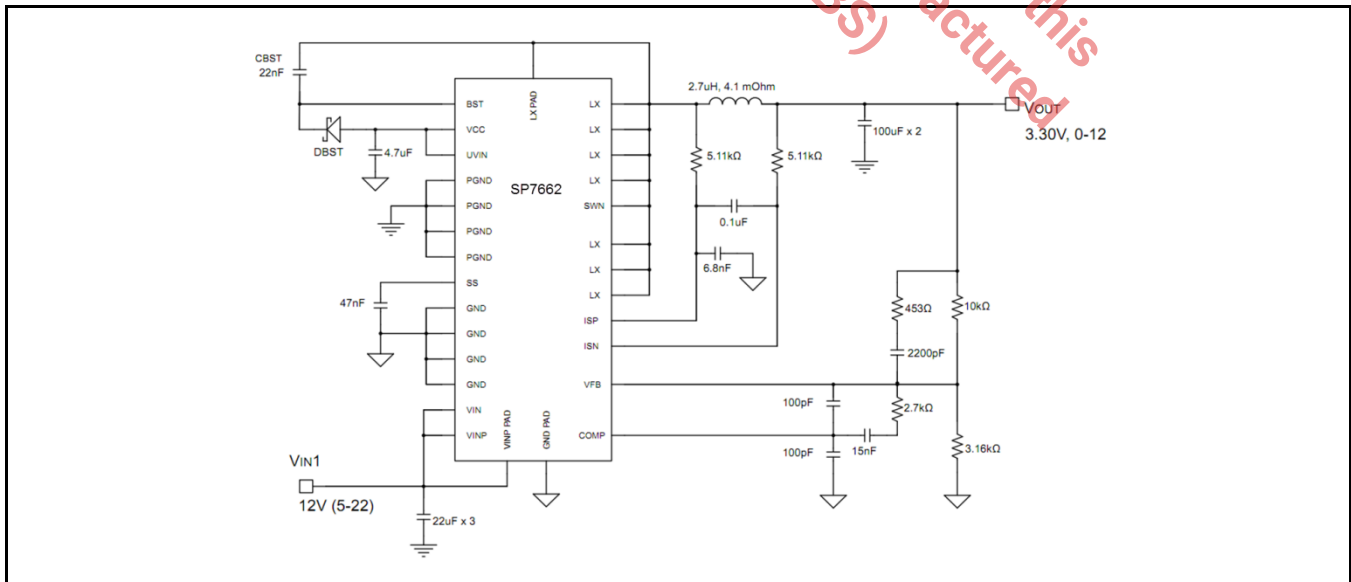 this
BS)
actured
CBST
22nF
2.7uH, 4.1 mOhm
LX PAD
BST
LX
VOUT
100uF x 2
3.30V, 0-12
VCC
LX
DBST
4.7uF
5.11kΩ
5.11kΩ
UVIN
LX
PGND
SP7662
LX
PGND
SWN
0.1uF
PGND
LX
PGND
LX
6.8nF
SS
LX
47nF
453Ω
10kΩ
GND
ISP
GND
ISN
2200pF
GND
GND
VFB
100pF
2.7kΩ
VIN
VINP PAD
GND PAD
VINP
COMP
100pF
15nF
3.16kΩ
VIN1
12V (5-22)
22uF x 3